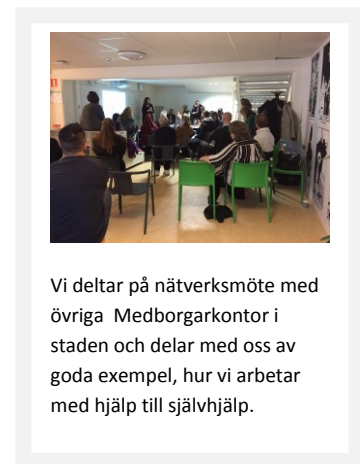 Vi deltar på nätverksmöte med
övriga  Medborgarkontor i
staden och delar med oss av
goda exempel, hur vi arbetar
med hjälp till självhjälp.